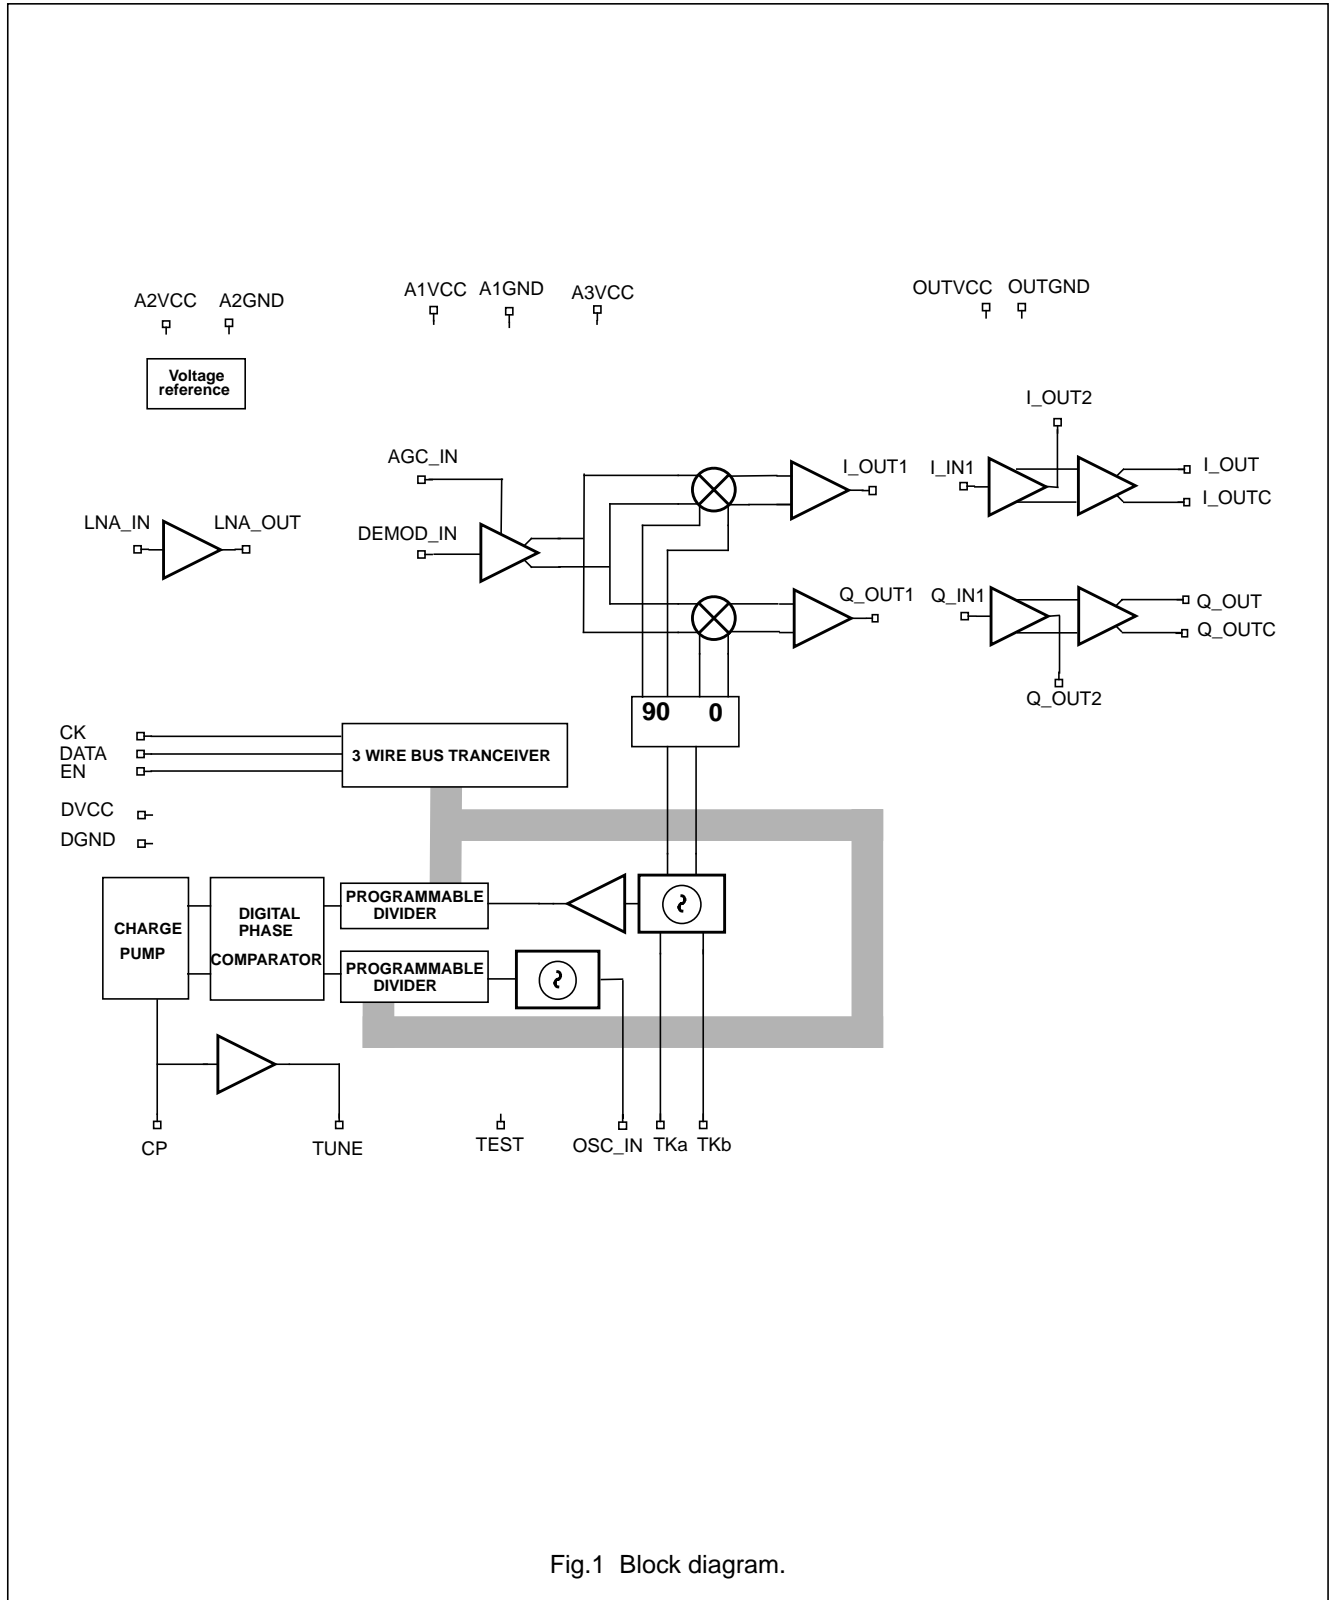 A2VCC A2GND
A1VCC A1GND A3VCC
OUTVCC OUTGND
Voltage
reference
I_OUT2
AGC_IN
I_OUT1
I_IN1
I_OUT
I_OUTC
LNA_IN
LNA_OUT
DEMOD_IN
Q_OUT1
Q_IN1
Q_OUT
Q_OUTC
Q_OUT2
90 0
CK
DATA
EN
3 WIRE BUS TRANCEIVER
DVCC
DGND
CHARGE
PUMP
DIGITAL
PHASE
COMPARATOR
PROGRAMMABLE
DIVIDER
PROGRAMMABLE
DIVIDER
CP
TUNE
TEST
OSC_IN
TKa
TKb
Fig.1 Block diagram.